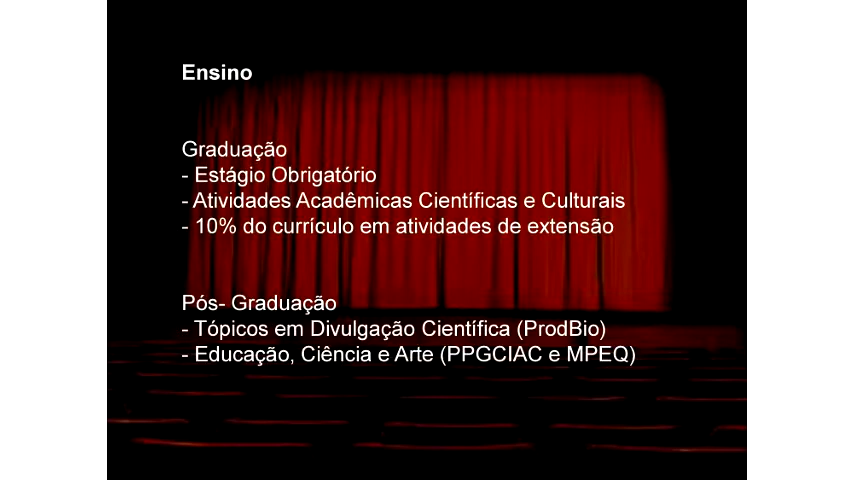 Ensino
Graduação
- Estágio Obrigatório
- Atividades Acadêmicas Científicas e Culturais
- 10% do currículo em atividades de extensão
Pós- Graduação
- Tópicos em Divulgação Científica (ProdBio)
- Educação, Ciência e Arte (PPGCIAC e MPEQ)